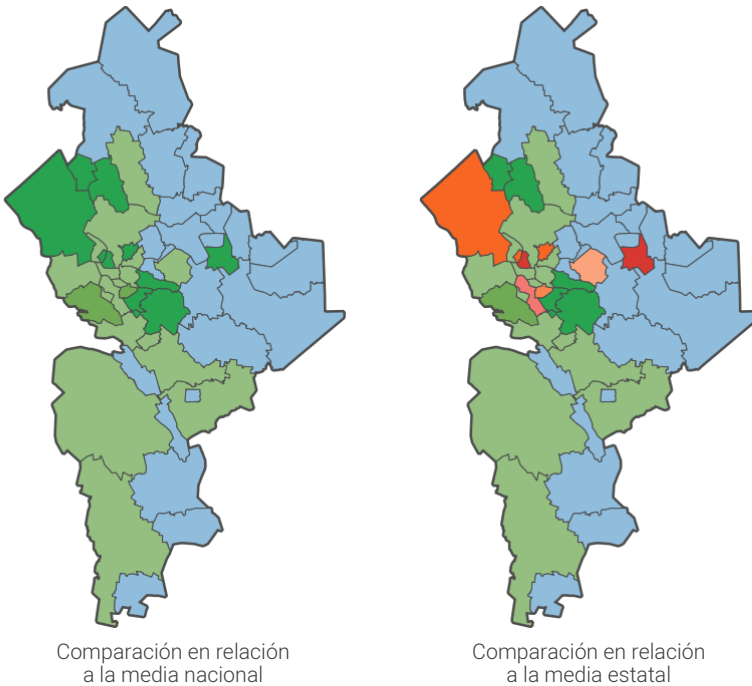 Comparación en relación
a la media nacional
Comparación en relación
a la media estatal